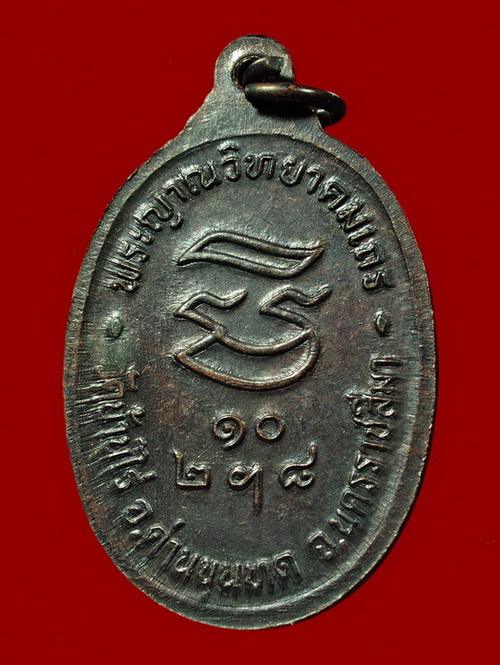 พระญาณวิทยาคมเถร
๑๐
๒ ๙ ๘
วัดบ้านไร่ อ.ด่านขุนทด จ.นครราชสีมา